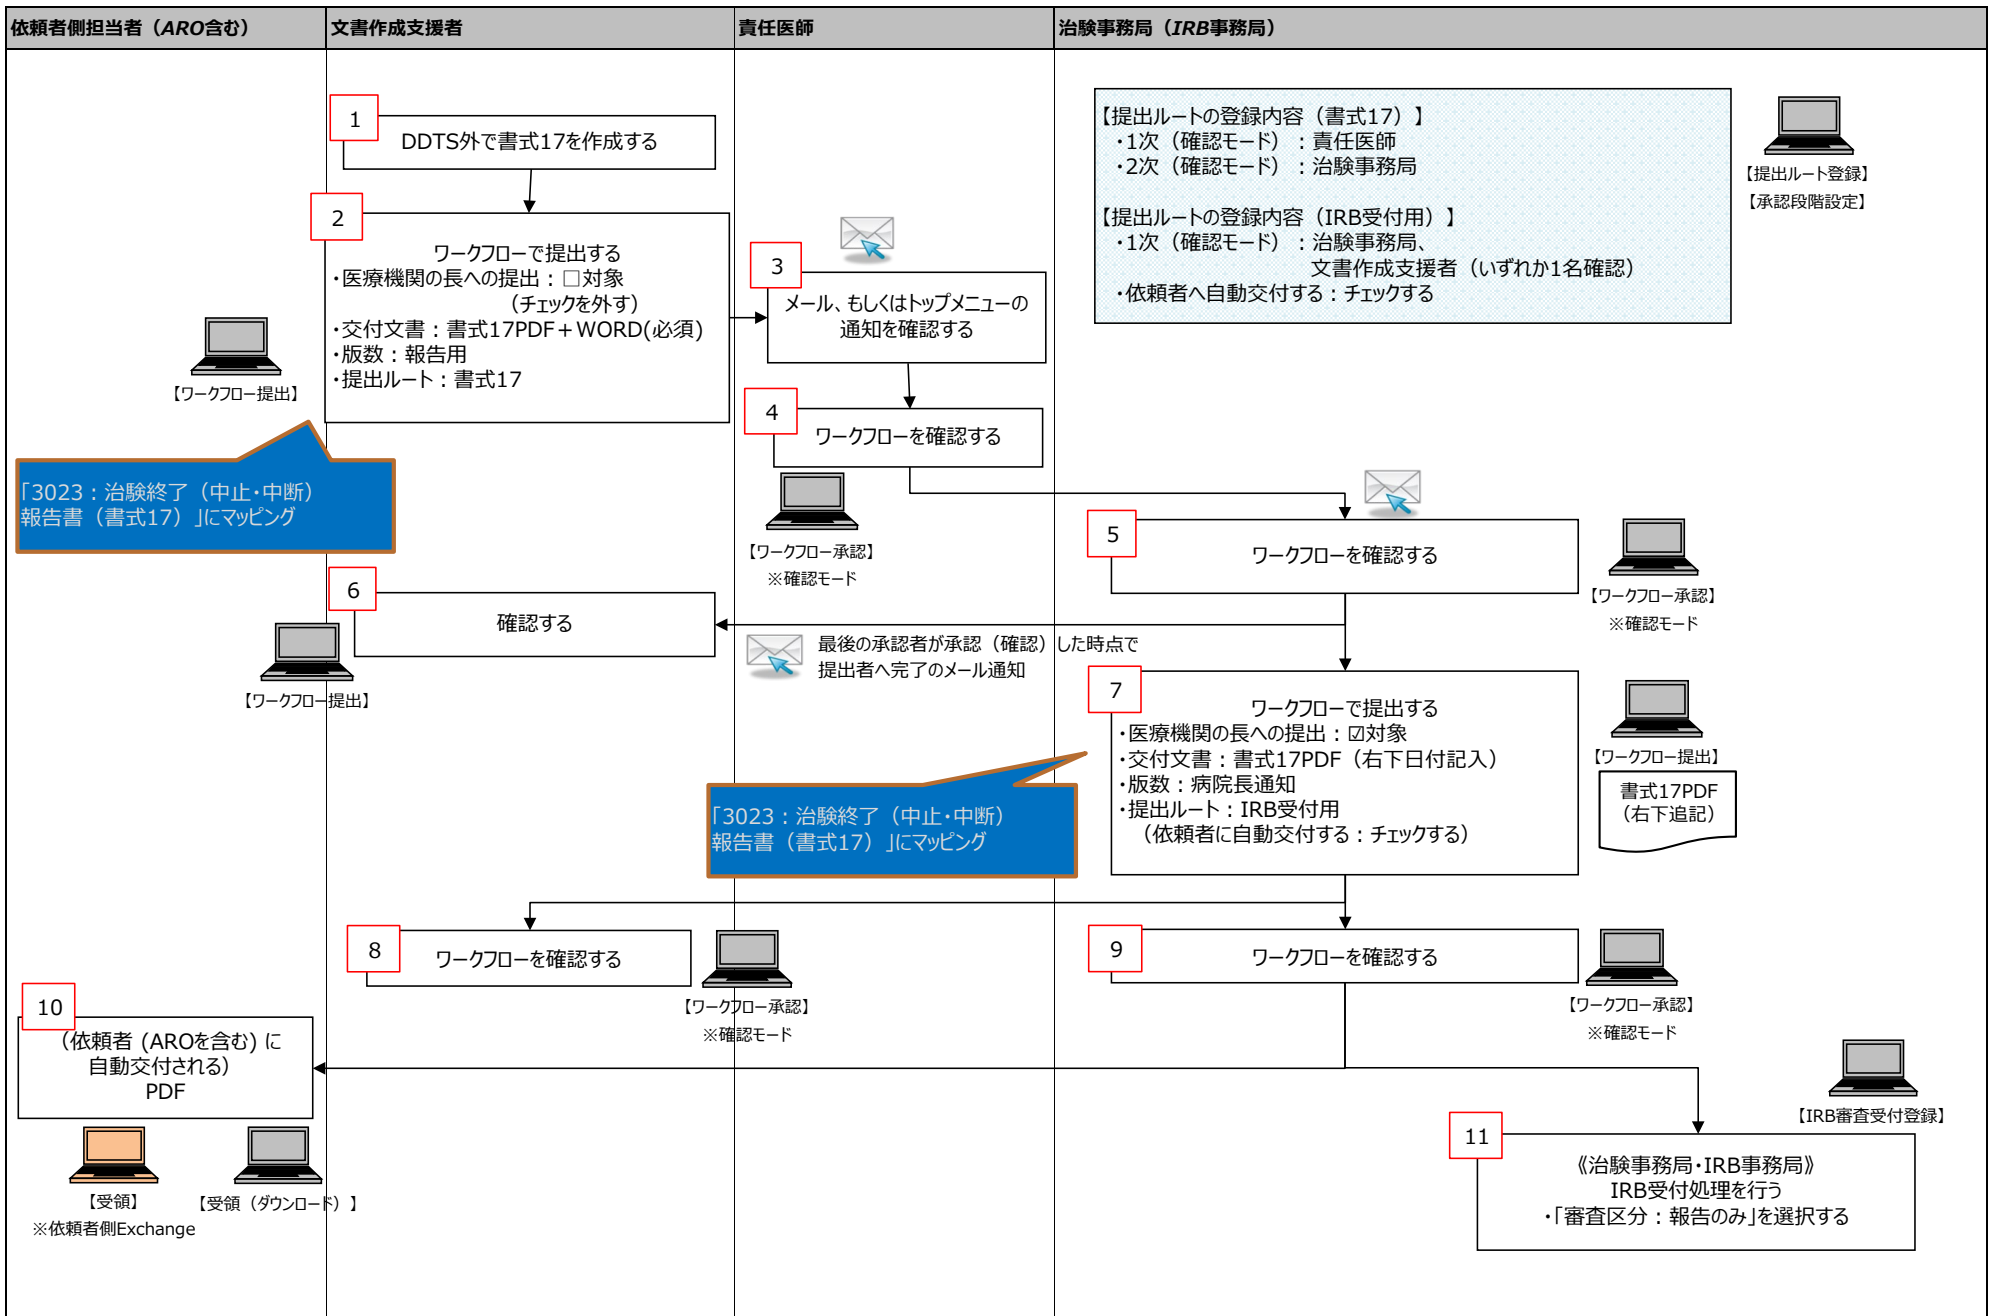 依頼者側担当者（ARO含む）
文書作成支援者
責任医師
治験事務局（IRB事務局）
1
DDTS外で書式17を作成する
【提出ルートの登録内容（書式17）】
・1次（確認モード）：責任医師
・2次（確認モード）：治験事務局
【提出ルートの登録内容（IRB受付用）】
・1次（確認モード）：治験事務局、
文書作成支援者（いずれか1名確認）
・依頼者へ自動交付する：チェックする
【提出ルート登録】
【承認段階設定】
2
ワークフローで提出する
・医療機関の長への提出：□対象
（チェックを外す）
・交付文書：書式17PDF＋WORD(必須)
・版数：報告用
・提出ルート：書式17
【ワークフロー提出】
3
メール、もしくはトップメニューの
通知を確認する
4
ワークフローを確認する
「3023：治験終了（中止・中断）
報告書（書式17）」にマッピング
【ワークフロー承認】
※確認モード
5
ワークフローを確認する
【ワークフロー承認】
※確認モード
6
確認する
【ワークフロー提出】
最後の承認者が承認（確認）した時点で
提出者へ完了のメール通知
7
ワークフローで提出する
・医療機関の長への提出：☑対象
・交付文書：書式17PDF（右下日付記入）
・版数：病院長通知
・提出ルート：IRB受付用
（依頼者に自動交付する：チェックする）
【ワークフロー提出】
書式17PDF
（右下追記）
「3023：治験終了（中止・中断）
報告書（書式17）」にマッピング
8
ワークフローを確認する
【ワークフロー承認】
※確認モード
9
ワークフローを確認する
【ワークフロー承認】
※確認モード
10
（依頼者 (AROを含む) に
自動交付される）
PDF
【受領】
※依頼者側Exchange
【受領（ダウンロード）】
【IRB審査受付登録】
11
《治験事務局・IRB事務局》
IRB受付処理を行う
・「審査区分：報告のみ」を選択する